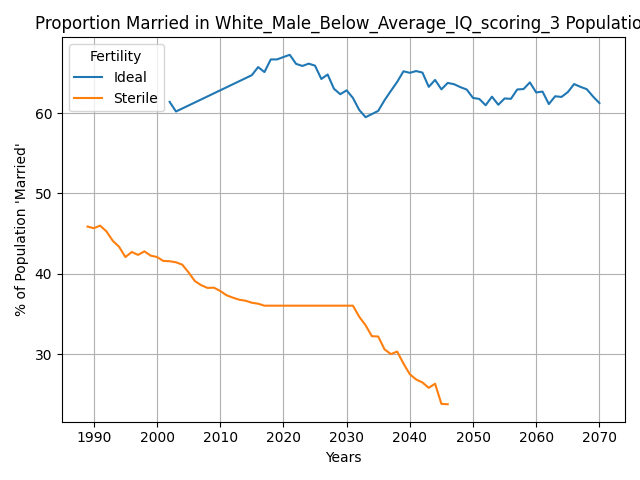 Proportion Married in White_Male_Below_Average_IQ_scoring_3 Populatio
Fertility
Ideal
Sterile
% of Population 'Married'
60
50
40
30
1990 2000 2010 2020 2030 2040 2050 2060 2070
Years